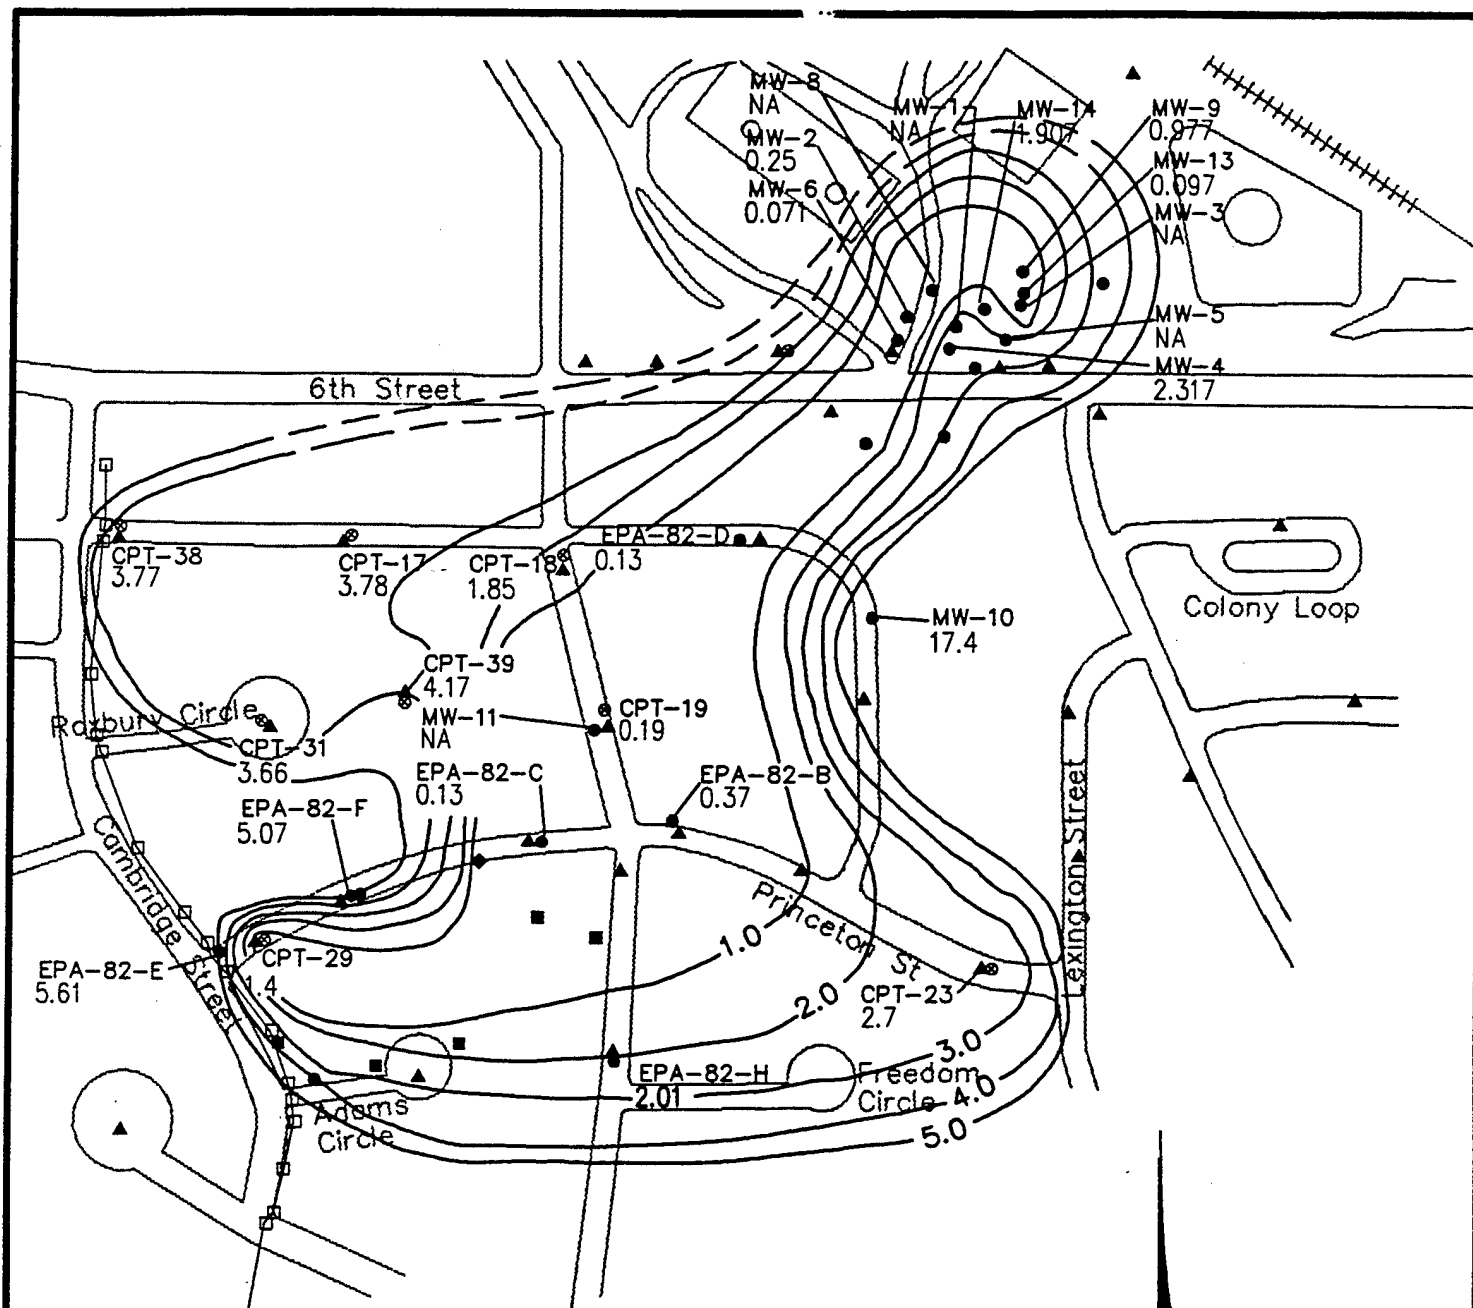 MW-8
NA
MW-2
0.25
MW-6
0.071
MW-1
NA
MW-14
1.907
MW-9
0.977
MW-13
0.097
MW-3
NA
MW-5
NA
MW-4
2.317
6th Street
CPT-38
3.77
CPT-17
3.78
CPT-18
1.85
EPA-82-D
0.13
MW-10
17.4
Colony Loop
CPT-39
4.17
MW-11
NA
CPT-19
0.19
Roxbury Circle
CPT-31
3.66
EPA-82-C
0.13
EPA-82-B
0.37
EPA-82-F
5.07
Cambridge Street
Lexington Street
Princeton St
EPA-82-E
5.61
CPT-29
1.4
1.0
2.0
CPT-23
2.7
3.0
4.0
5.0
EPA-82-H
2.01
Freedom
Circle
Adams
Circle